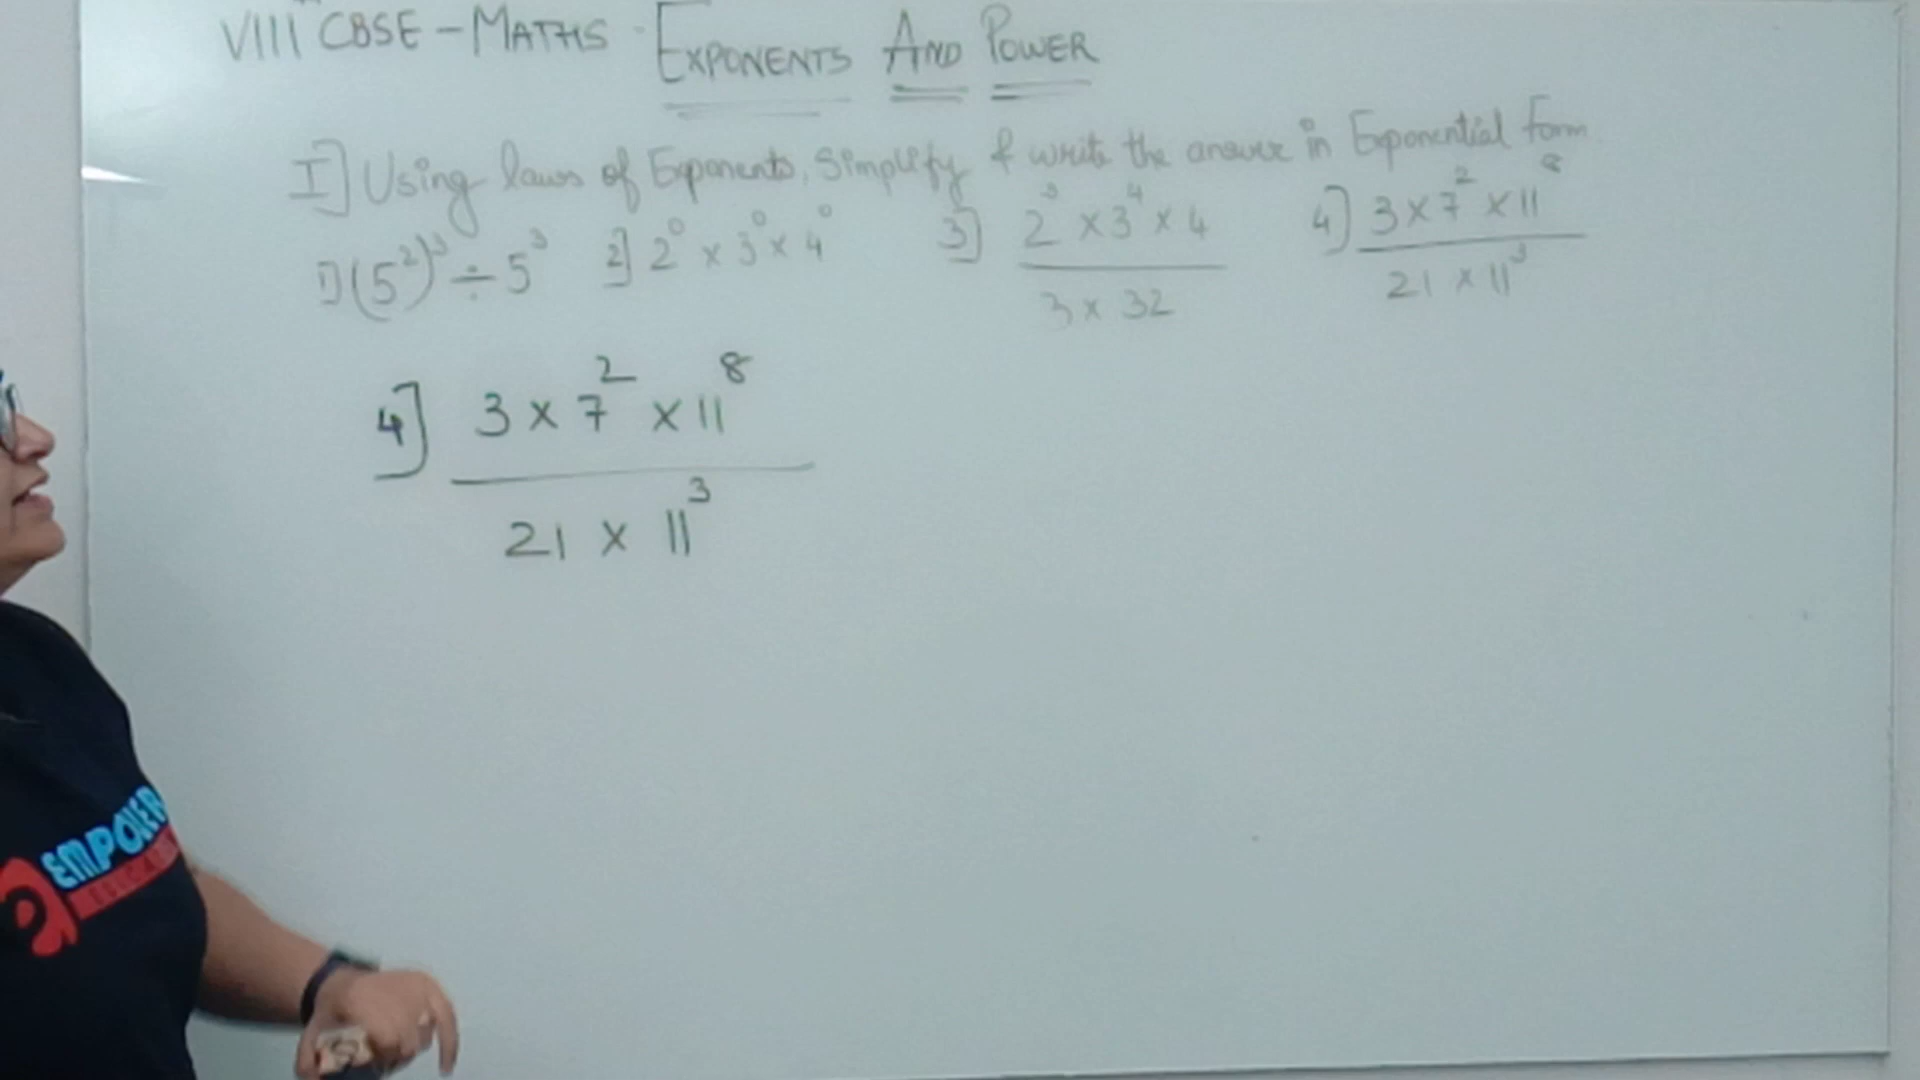 VIII CBSE - MATHS - EXPONENTS AND POWER
I] Using laws of Exponents, Simplify & write the answer in Exponential form
1) (5²)³ ÷ 5³ 2] 2⁰ × 3⁰ × 4⁰ 3] 2³ × 3⁴ × 4 / 3 × 32 4] 3 × 7² × 11⁸ / 21 × 11³
4] 3 × 7² × 11⁸
21 × 11³
EMPOWER